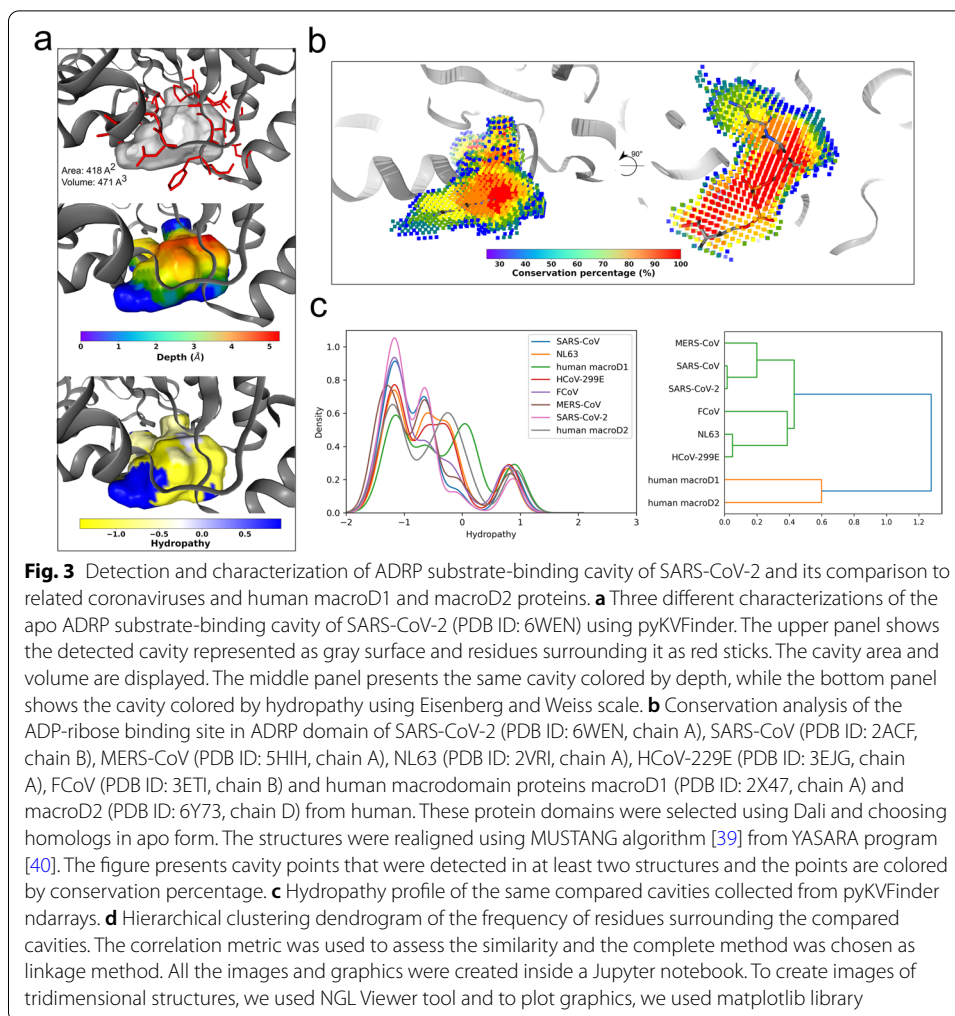 a
Area: 418 A2
Volume: 471 A3
0 1 2 3 4 5
Depth (Å)
−1.0 −0.5 0.0 0.5
Hydropathy
b
90°
30 40 50 60 70 80 90 100
Conservation percentage (%)
c
1.0
0.8
0.6
0.4
0.2
0.0
Density
−2 −1 0 1 2 3
Hydropathy
SARS-CoV
NL63
human macroD1
HCoV-299E
FCoV
MERS-CoV
SARS-CoV-2
human macroD2
MERS-CoV
SARS-CoV
SARS-CoV-2
FCoV
NL63
HCoV-299E
human macroD1
human macroD2
0.0 0.2 0.4 0.6 0.8 1.0 1.2
Fig. 3 Detection and characterization of ADRP substrate-binding cavity of SARS-CoV-2 and its comparison to
related coronaviruses and human macroD1 and macroD2 proteins. a Three different characterizations of the
apo ADRP substrate-binding cavity of SARS-CoV-2 (PDB ID: 6WEN) using pyKVFinder. The upper panel shows
the detected cavity represented as gray surface and residues surrounding it as red sticks. The cavity area and
volume are displayed. The middle panel presents the same cavity colored by depth, while the bottom panel
shows the cavity colored by hydropathy using Eisenberg and Weiss scale. b Conservation analysis of the
ADP-ribose binding site in ADRP domain of SARS-CoV-2 (PDB ID: 6WEN, chain A), SARS-CoV (PDB ID: 2ACF,
chain B), MERS-CoV (PDB ID: 5HIH, chain A), NL63 (PDB ID: 2VRI, chain A), HCoV-229E (PDB ID: 3EJG, chain
A), FCoV (PDB ID: 3ETI, chain B) and human macrodomain proteins macroD1 (PDB ID: 2X47, chain A) and
macroD2 (PDB ID: 6Y73, chain D) from human. These protein domains were selected using Dali and choosing
homologs in apo form. The structures were realigned using MUSTANG algorithm [39] from YASARA program
[40]. The figure presents cavity points that were detected in at least two structures and the points are colored
by conservation percentage. c Hydropathy profile of the same compared cavities collected from pyKVFinder
ndarrays. d Hierarchical clustering dendrogram of the frequency of residues surrounding the compared
cavities. The correlation metric was used to assess the similarity and the complete method was chosen as
linkage method. All the images and graphics were created inside a Jupyter notebook. To create images of
tridimensional structures, we used NGL Viewer tool and to plot graphics, we used matplotlib library